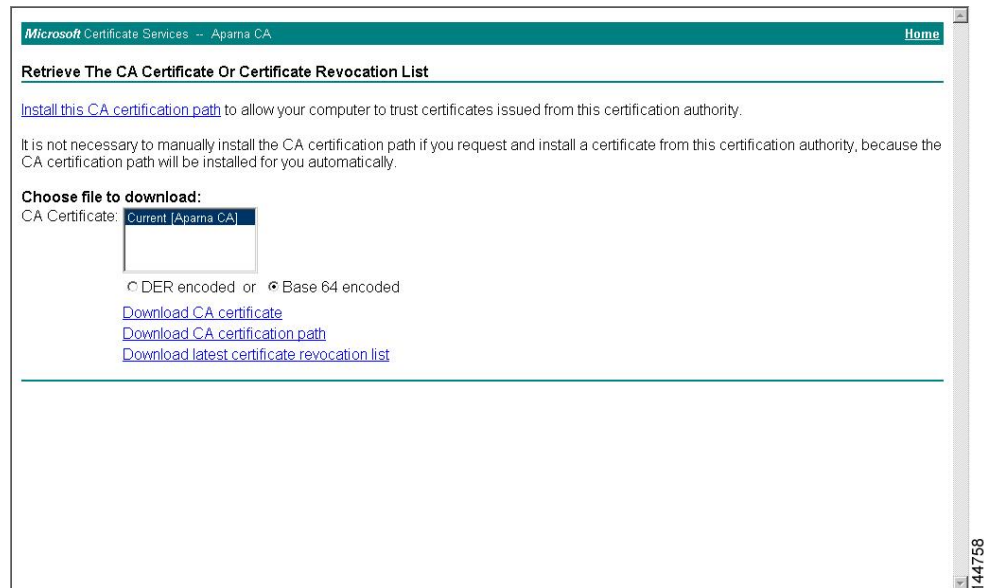 Microsoft Certificate Services -- Aparna CA Home
Retrieve The CA Certificate Or Certificate Revocation List
Install this CA certification path to allow your computer to trust certificates issued from this certification authority.
It is not necessary to manually install the CA certification path if you request and install a certificate from this certification authority, because the
CA certification path will be installed for you automatically.
Choose file to download:
CA Certificate: Current [Aparna CA]
DER encoded or Base 64 encoded
Download CA certificate
Download CA certification path
Download latest certificate revocation list
144758